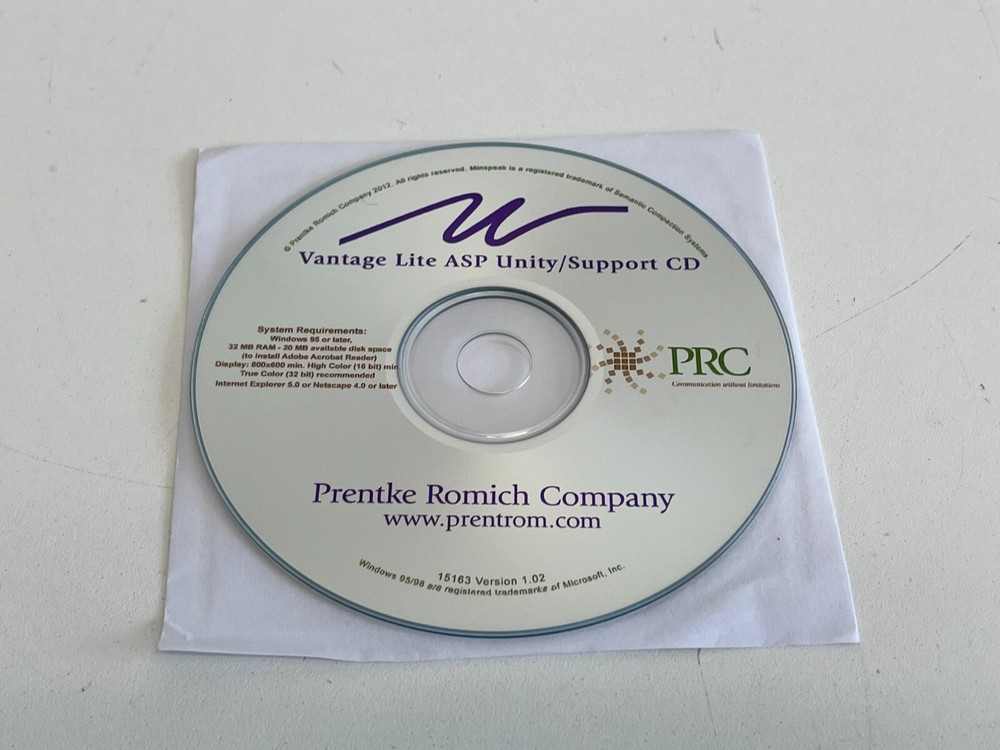 © Prentke Romich Company 2012. All rights reserved. Minspeak is a registered trademark of Semantic Compaction Systems.
Vantage Lite ASP Unity/Support CD
System Requirements:
Windows 95 or later,
32 MB RAM - 20 MB available disk space
(to install Adobe Acrobat Reader)
Display: 800x600 min. High Color (16 bit) min
True Color (32 bit) recommended
Internet Explorer 5.0 or Netscape 4.0 or later
PRC
Communication without limitations
Prentke Romich Company
www.prentrom.com
15163 Version 1.02
Windows 95/98 are registered trademarks of Microsoft, Inc.